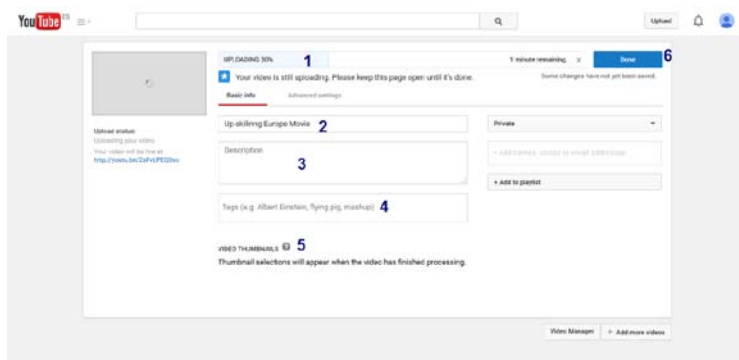 YouTube ES
Upload
UPLOADING 30% 1 1 minute remaining. x Done 6
Your video is still uploading. Please keep this page open until it's done. Some changes have not yet been saved.
Basic info Advanced settings
Up-skilling Europe Movie 2 Private
Upload status:
Uploading your video.
Your video will be live at:
Description
3
+ Add to playlist
Tags (e.g. Albert Einstein, flying pig, mashup) 4
VIDEO THUMBNAILS ? 5
Thumbnail selections will appear when the video has finished processing.
Video Manager + Add more videos